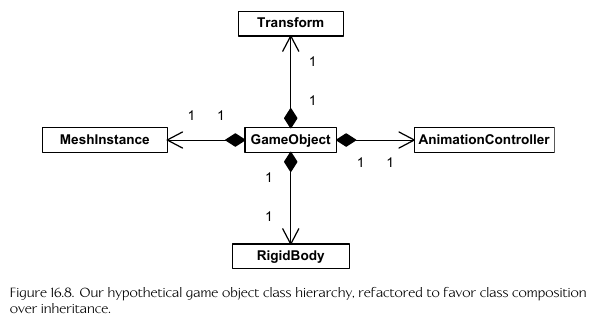 Transform
1
1
1 1
MeshInstance
GameObject
AnimationController
1 1
1
1
RigidBody
Figure 16.8. Our hypothetical game object class hierarchy, refactored to favor class composition
over inheritance.